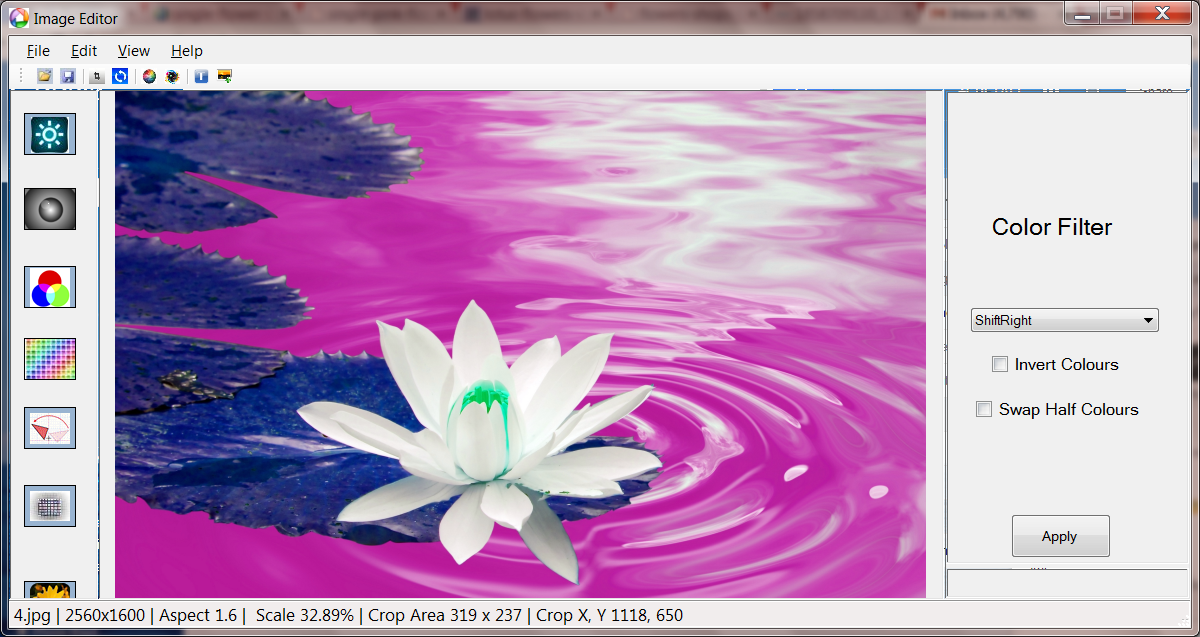 Image Editor
File Edit View Help
Color Filter
ShiftRight
Invert Colours
Swap Half Colours
Apply
4.jpg | 2560x1600 | Aspect 1.6 | Scale 32.89% | Crop Area 319 x 237 | Crop X, Y 1118, 650